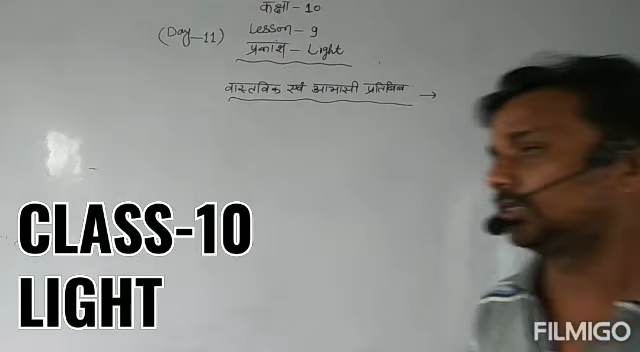 कक्षा - 10
(Day - 11) Lesson - 9
प्रकाश - Light
वास्तविक एवं आभासी प्रतिबिंब →
CLASS-10
LIGHT
FILMIGO